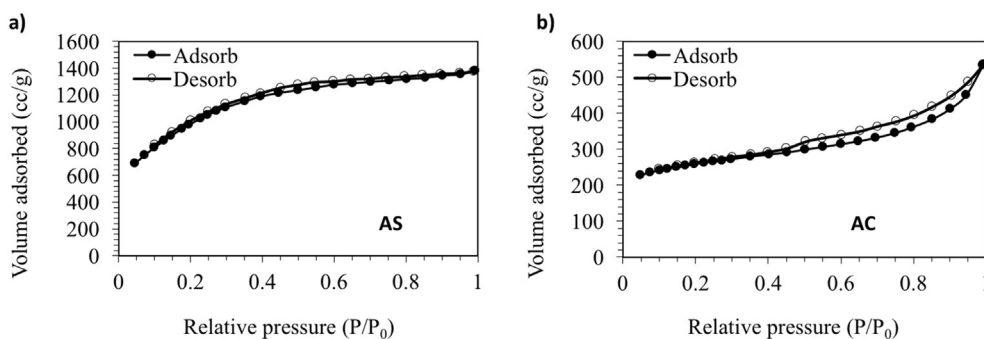 a)
Volume adsorbed (cc/g)
1600
1400
1200
1000
800
600
400
200
0
Adsorb
Desorb
AS
0 0.2 0.4 0.6 0.8 1
Relative pressure (P/P0)
b)
Volume adsorbed (cc/g)
600
500
400
300
200
100
0
Adsorb
Desorb
AC
0 0.2 0.4 0.6 0.8 1
Relative pressure (P/P0)